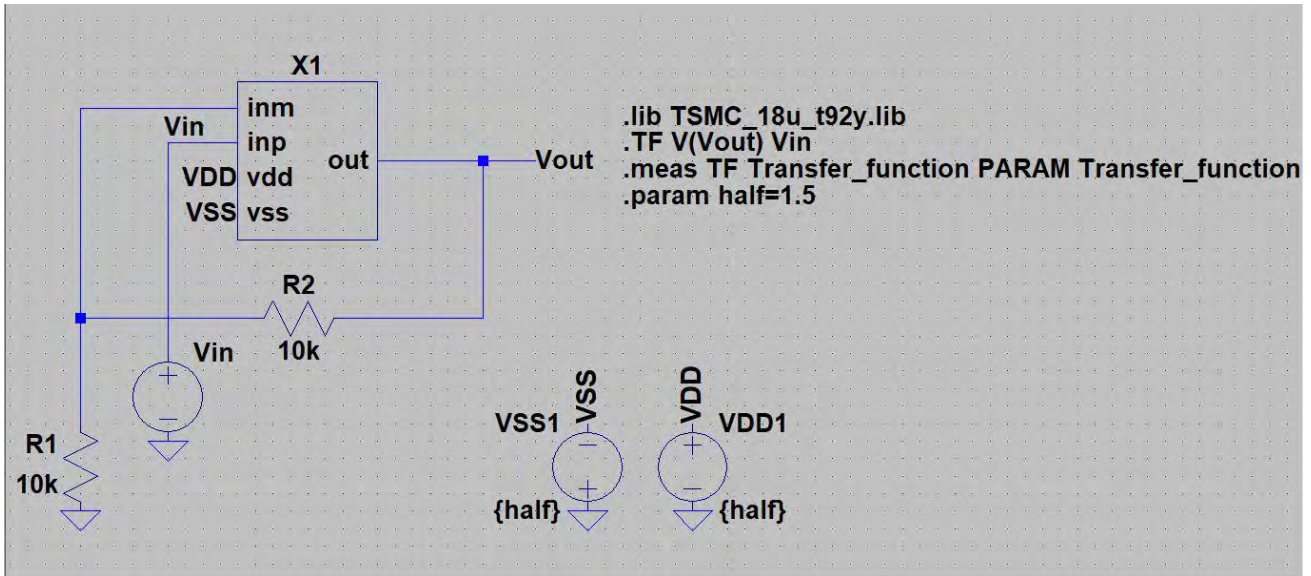 X1
inm
Vin
inp
out
VDD
vdd
VSS
vss
Vout
.lib TSMC_18u_t92y.lib
.TF V(Vout) Vin
.meas TF Transfer_function PARAM Transfer_function
.param half=1.5
R2
10k
Vin
R1
10k
VSS1
VSS
{half}
VDD
VDD1
{half}